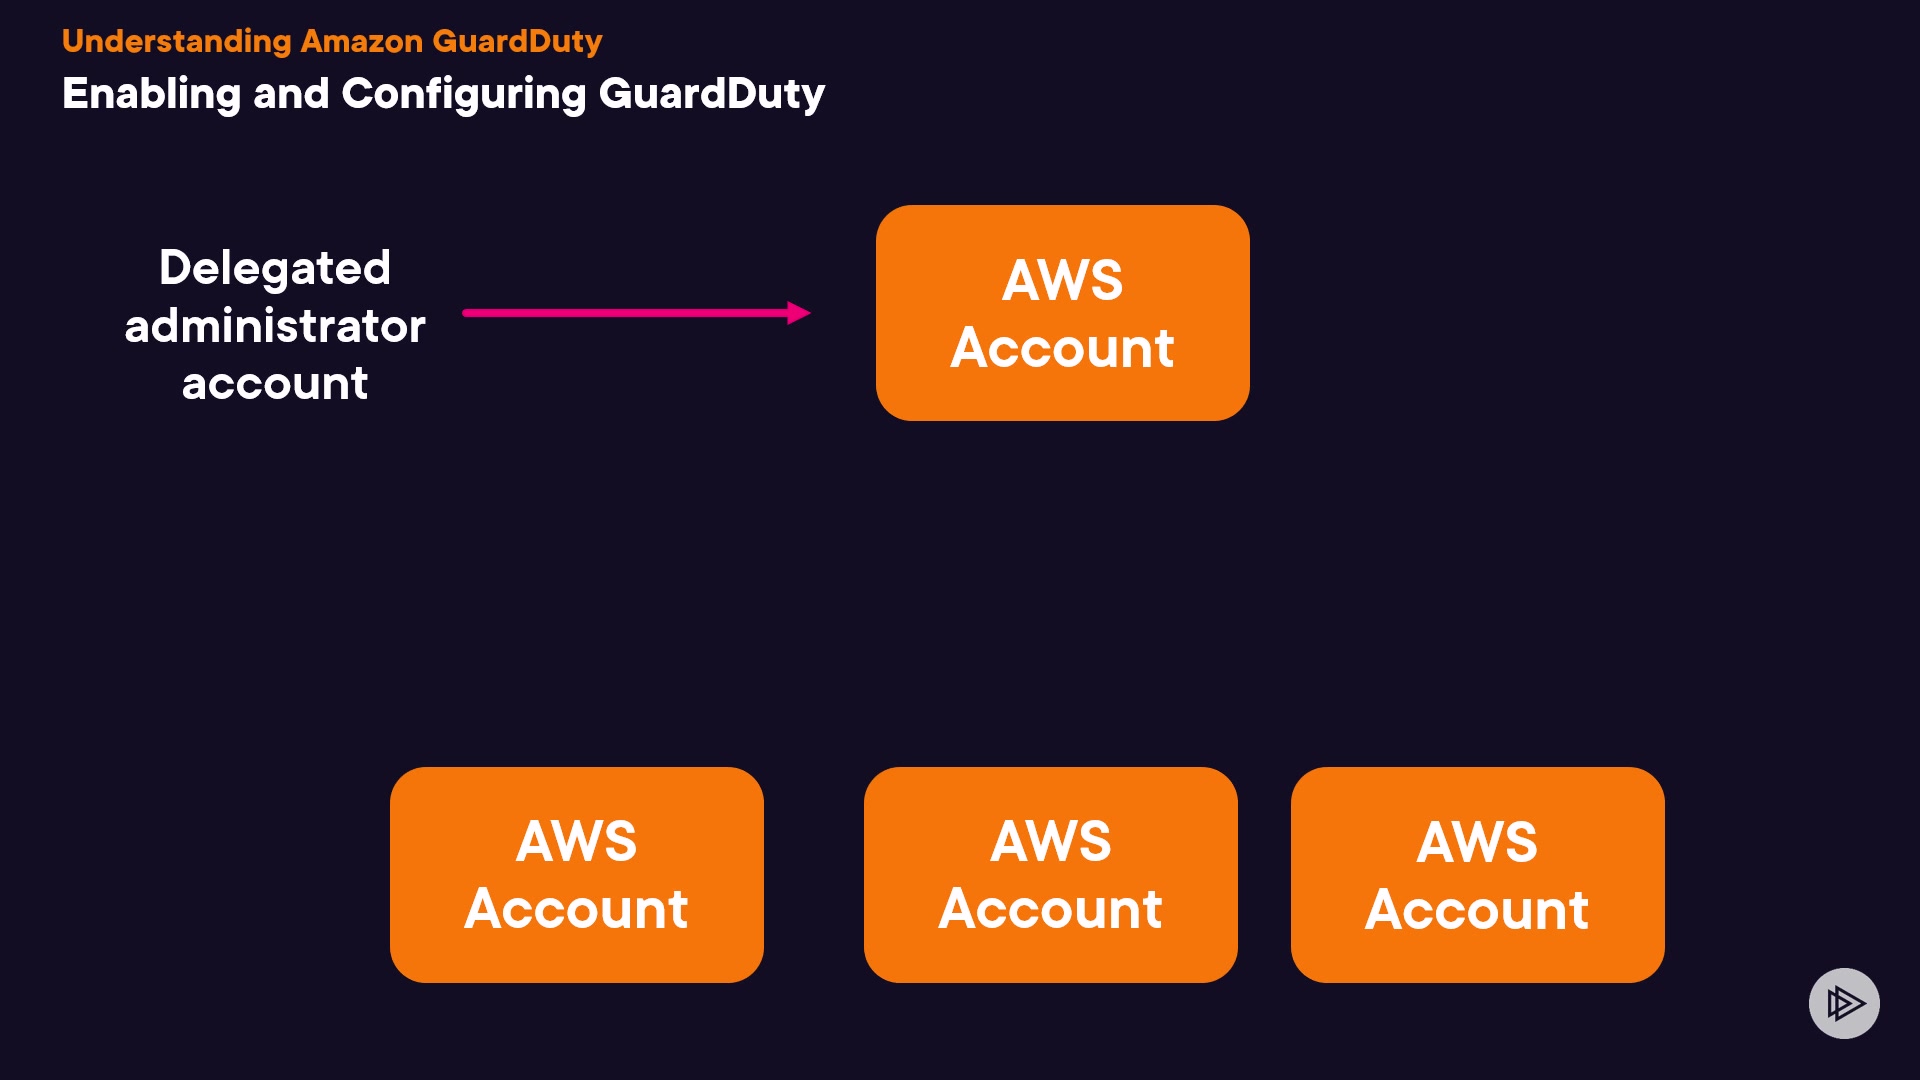 Understanding Amazon GuardDuty
Enabling and Configuring GuardDuty
Delegated
administrator
account
AWS
Account
AWS
Account
AWS
Account
AWS
Account